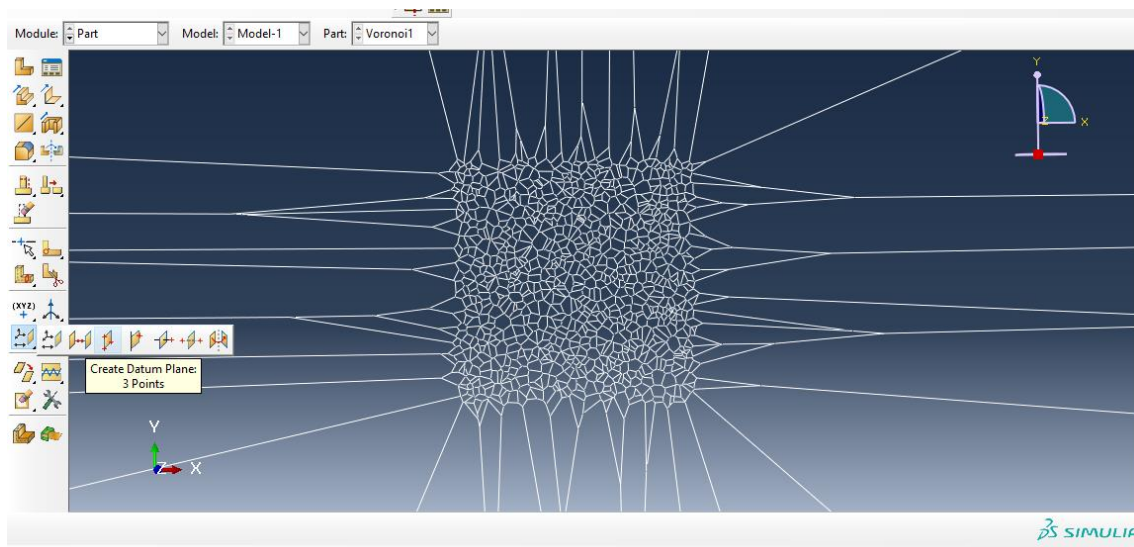 Module: Part Model: Model-1 Part: Voronoi1
Y
Z X
(XYZ)
Create Datum Plane:
3 Points
Y
Z X
SIMULIA